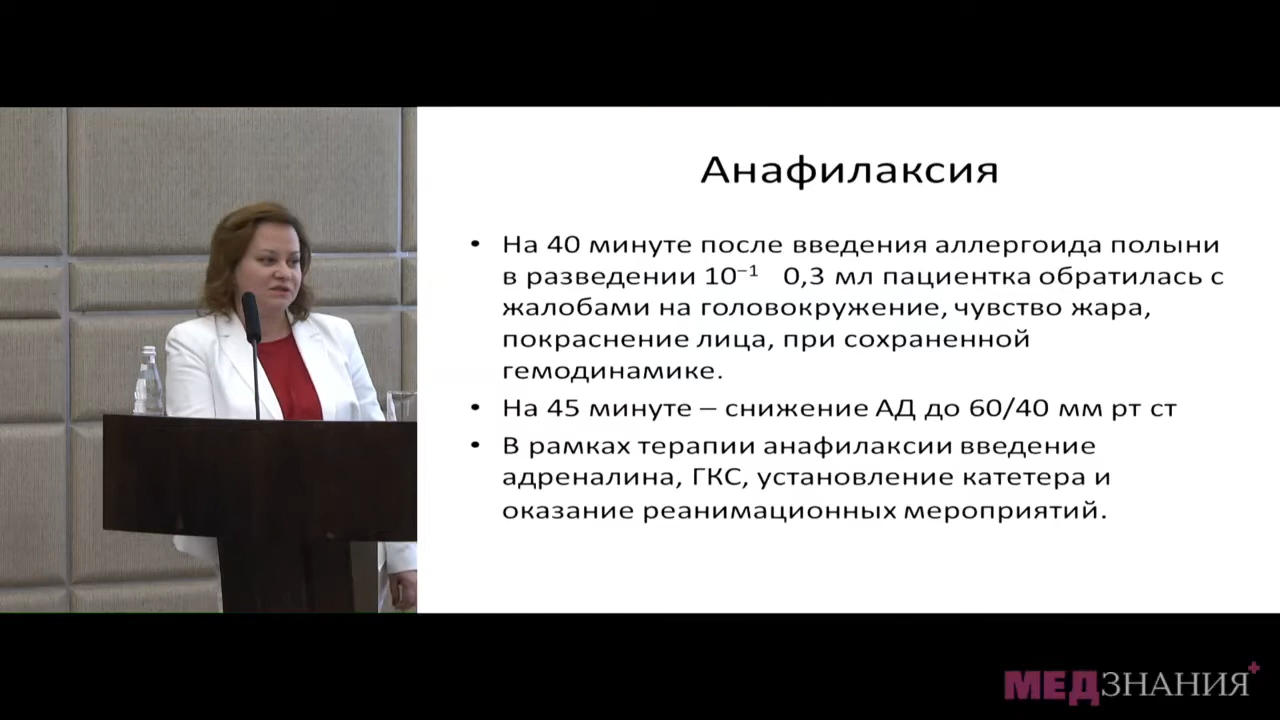 Анафилаксия
• На 40 минуте после введения аллергоида полыни
в разведении 10⁻¹ 0,3 мл пациентка обратилась с
жалобами на головокружение, чувство жара,
покраснение лица, при сохраненной
гемодинамике.
• На 45 минуте – снижение АД до 60/40 мм рт ст
• В рамках терапии анафилаксии введение
адреналина, ГКС, установление катетера и
оказание реанимационных мероприятий.
МЕДЗНАНИЯ+